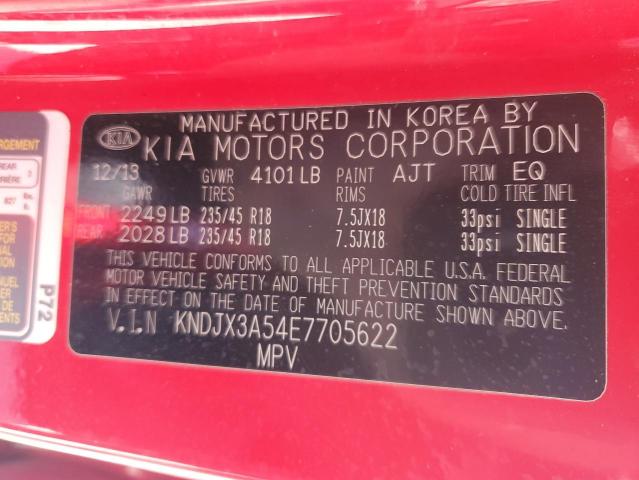 MANUFACTURED IN KOREA BY
KIA KIA MOTORS CORPORATION
12/13 GVWR 4101LB PAINT AJT TRIM EQ
GAWR TIRES RIMS COLD TIRE INFL
FRONT 2249LB 235/45 R18 7.5JX18 33psi SINGLE
REAR 2028LB 235/45 R18 7.5JX18 33psi SINGLE
THIS VEHICLE CONFORMS TO ALL APPLICABLE U.S.A. FEDERAL
MOTOR VEHICLE SAFETY AND THEFT PREVENTION STANDARDS
IN EFFECT ON THE DATE OF MANUFACTURE SHOWN ABOVE.
V.I.N KNDJX3A54E7705622
MPV
P72